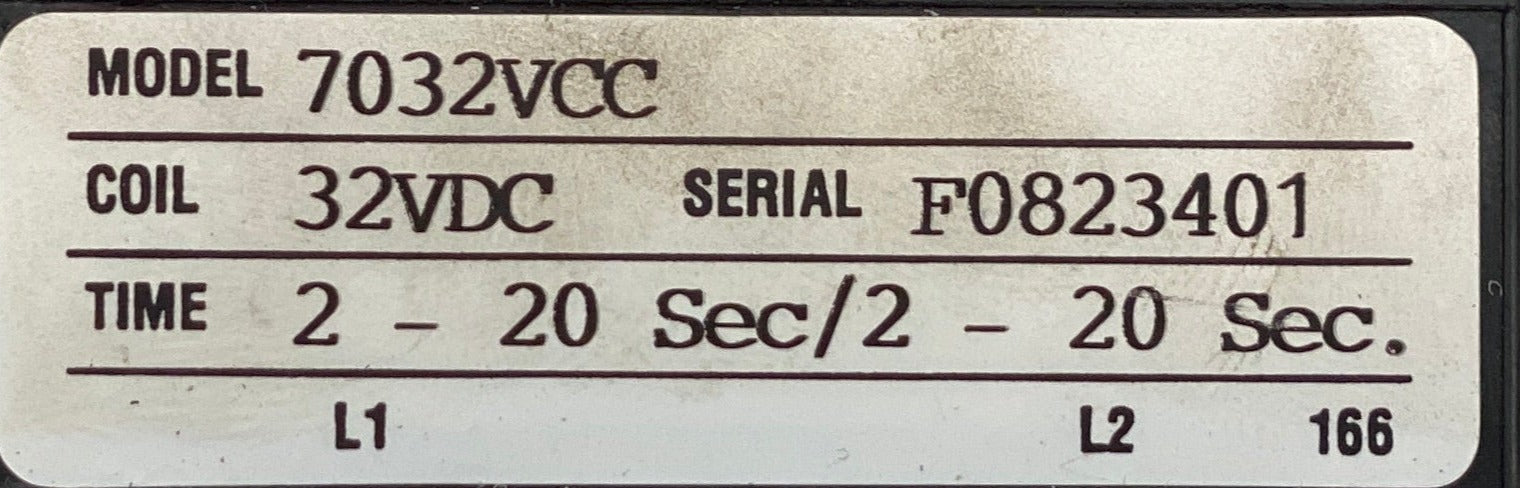 MODEL 7032VCC
COIL 32VDC SERIAL F0823401
TIME 2 - 20 Sec/2 - 20 Sec.
L1 L2 166